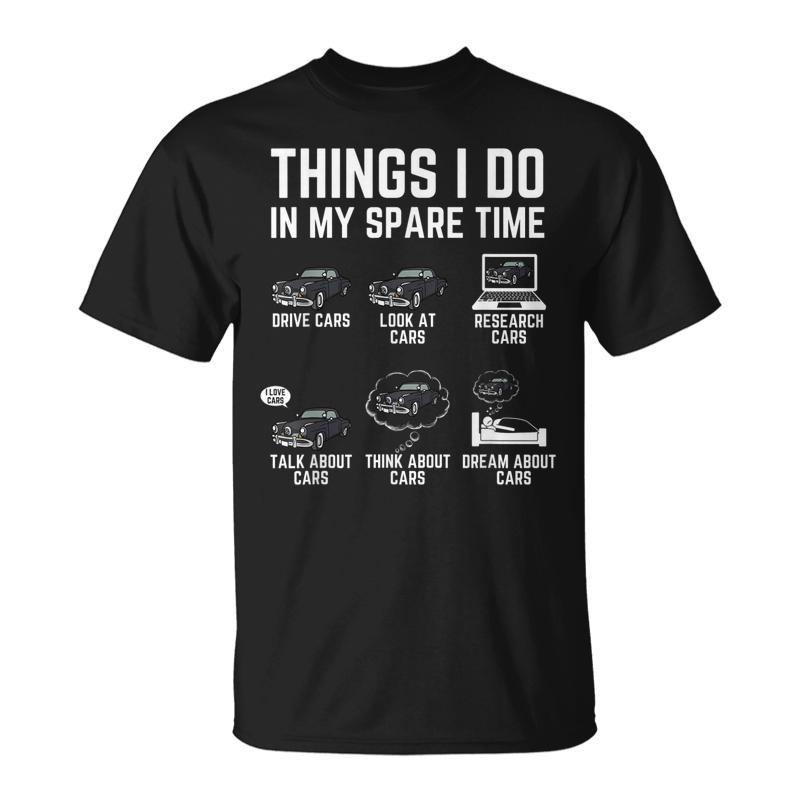 THINGS I DO
IN MY SPARE TIME
DRIVE CARS
LOOK AT
CARS
RESEARCH
CARS
I LOVE
CARS
TALK ABOUT
CARS
THINK ABOUT
CARS
DREAM ABOUT
CARS